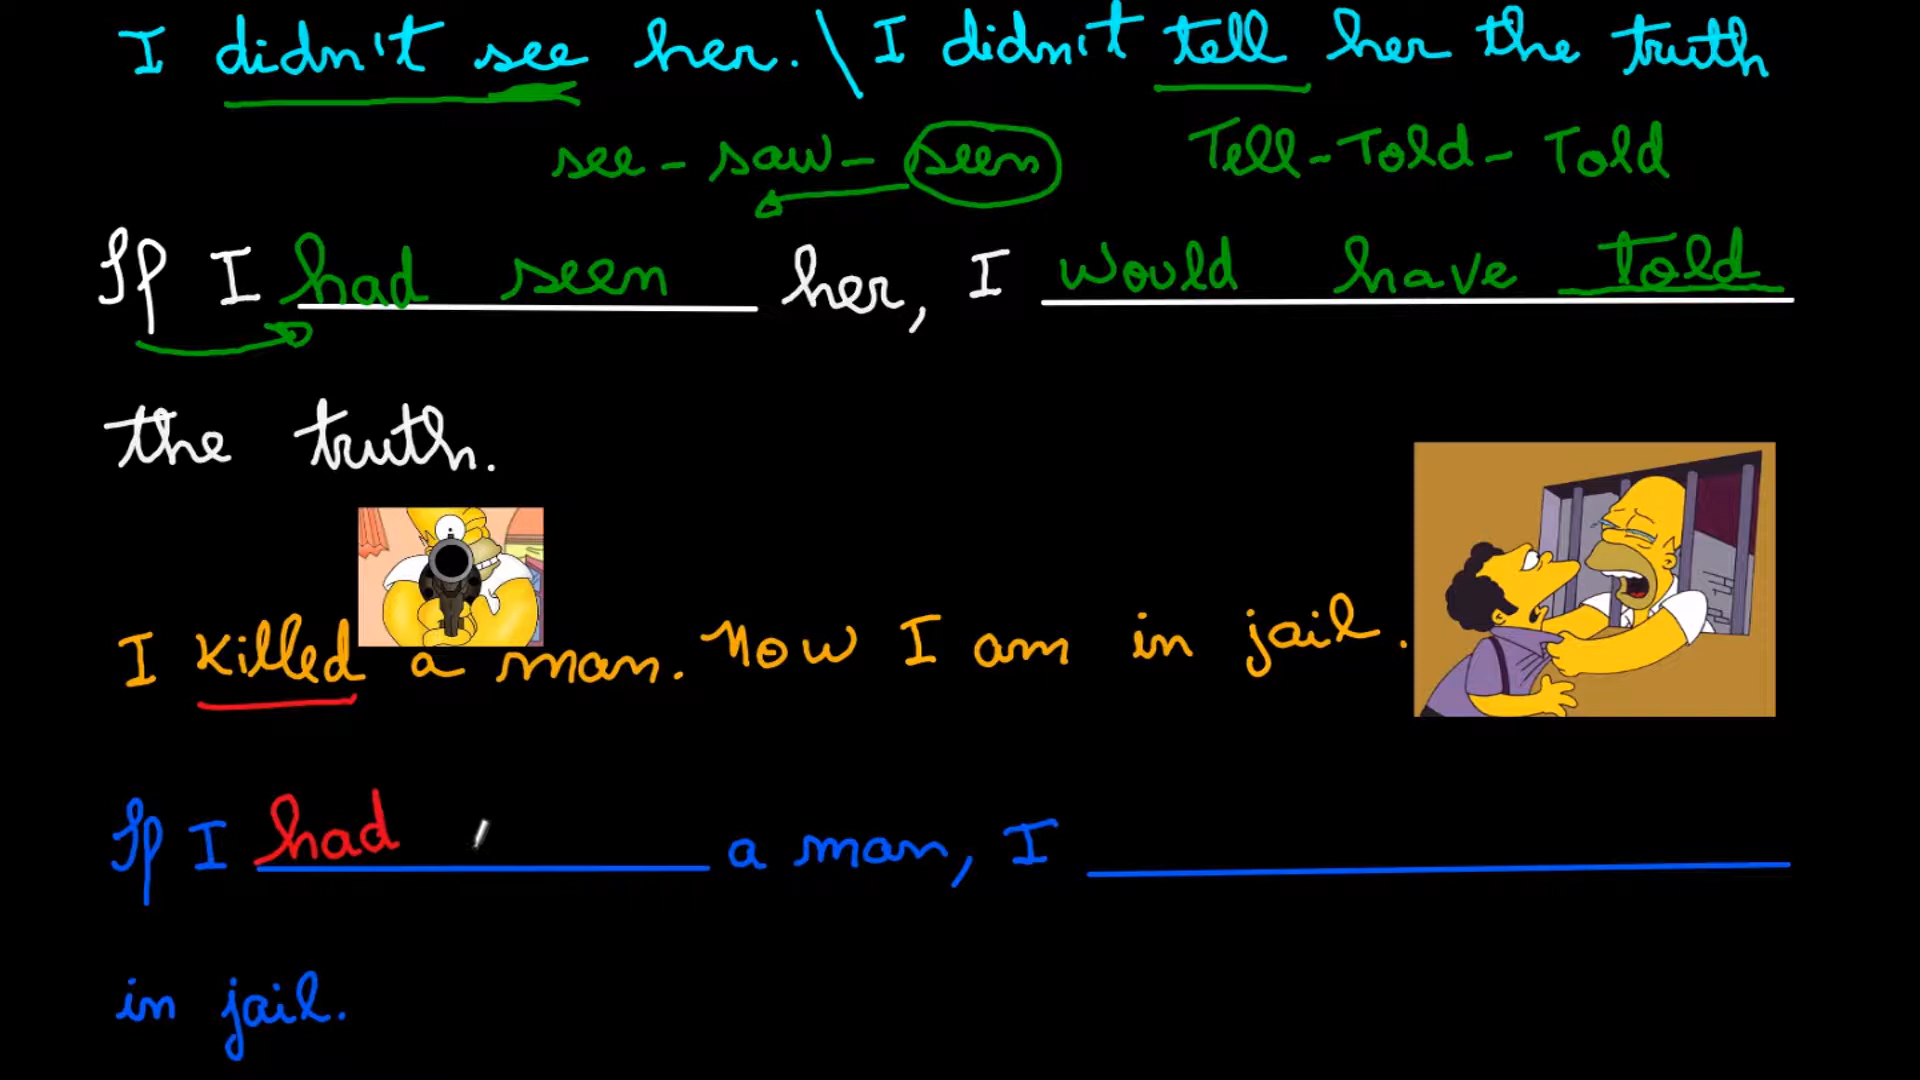 I didn't see her. \ I didn't tell her the truth
see - saw - seen Tell - Told - Told
If I had seen her, I would have told
the truth.
I killed a man. Now I am in jail.
If I had a man, I
in jail.